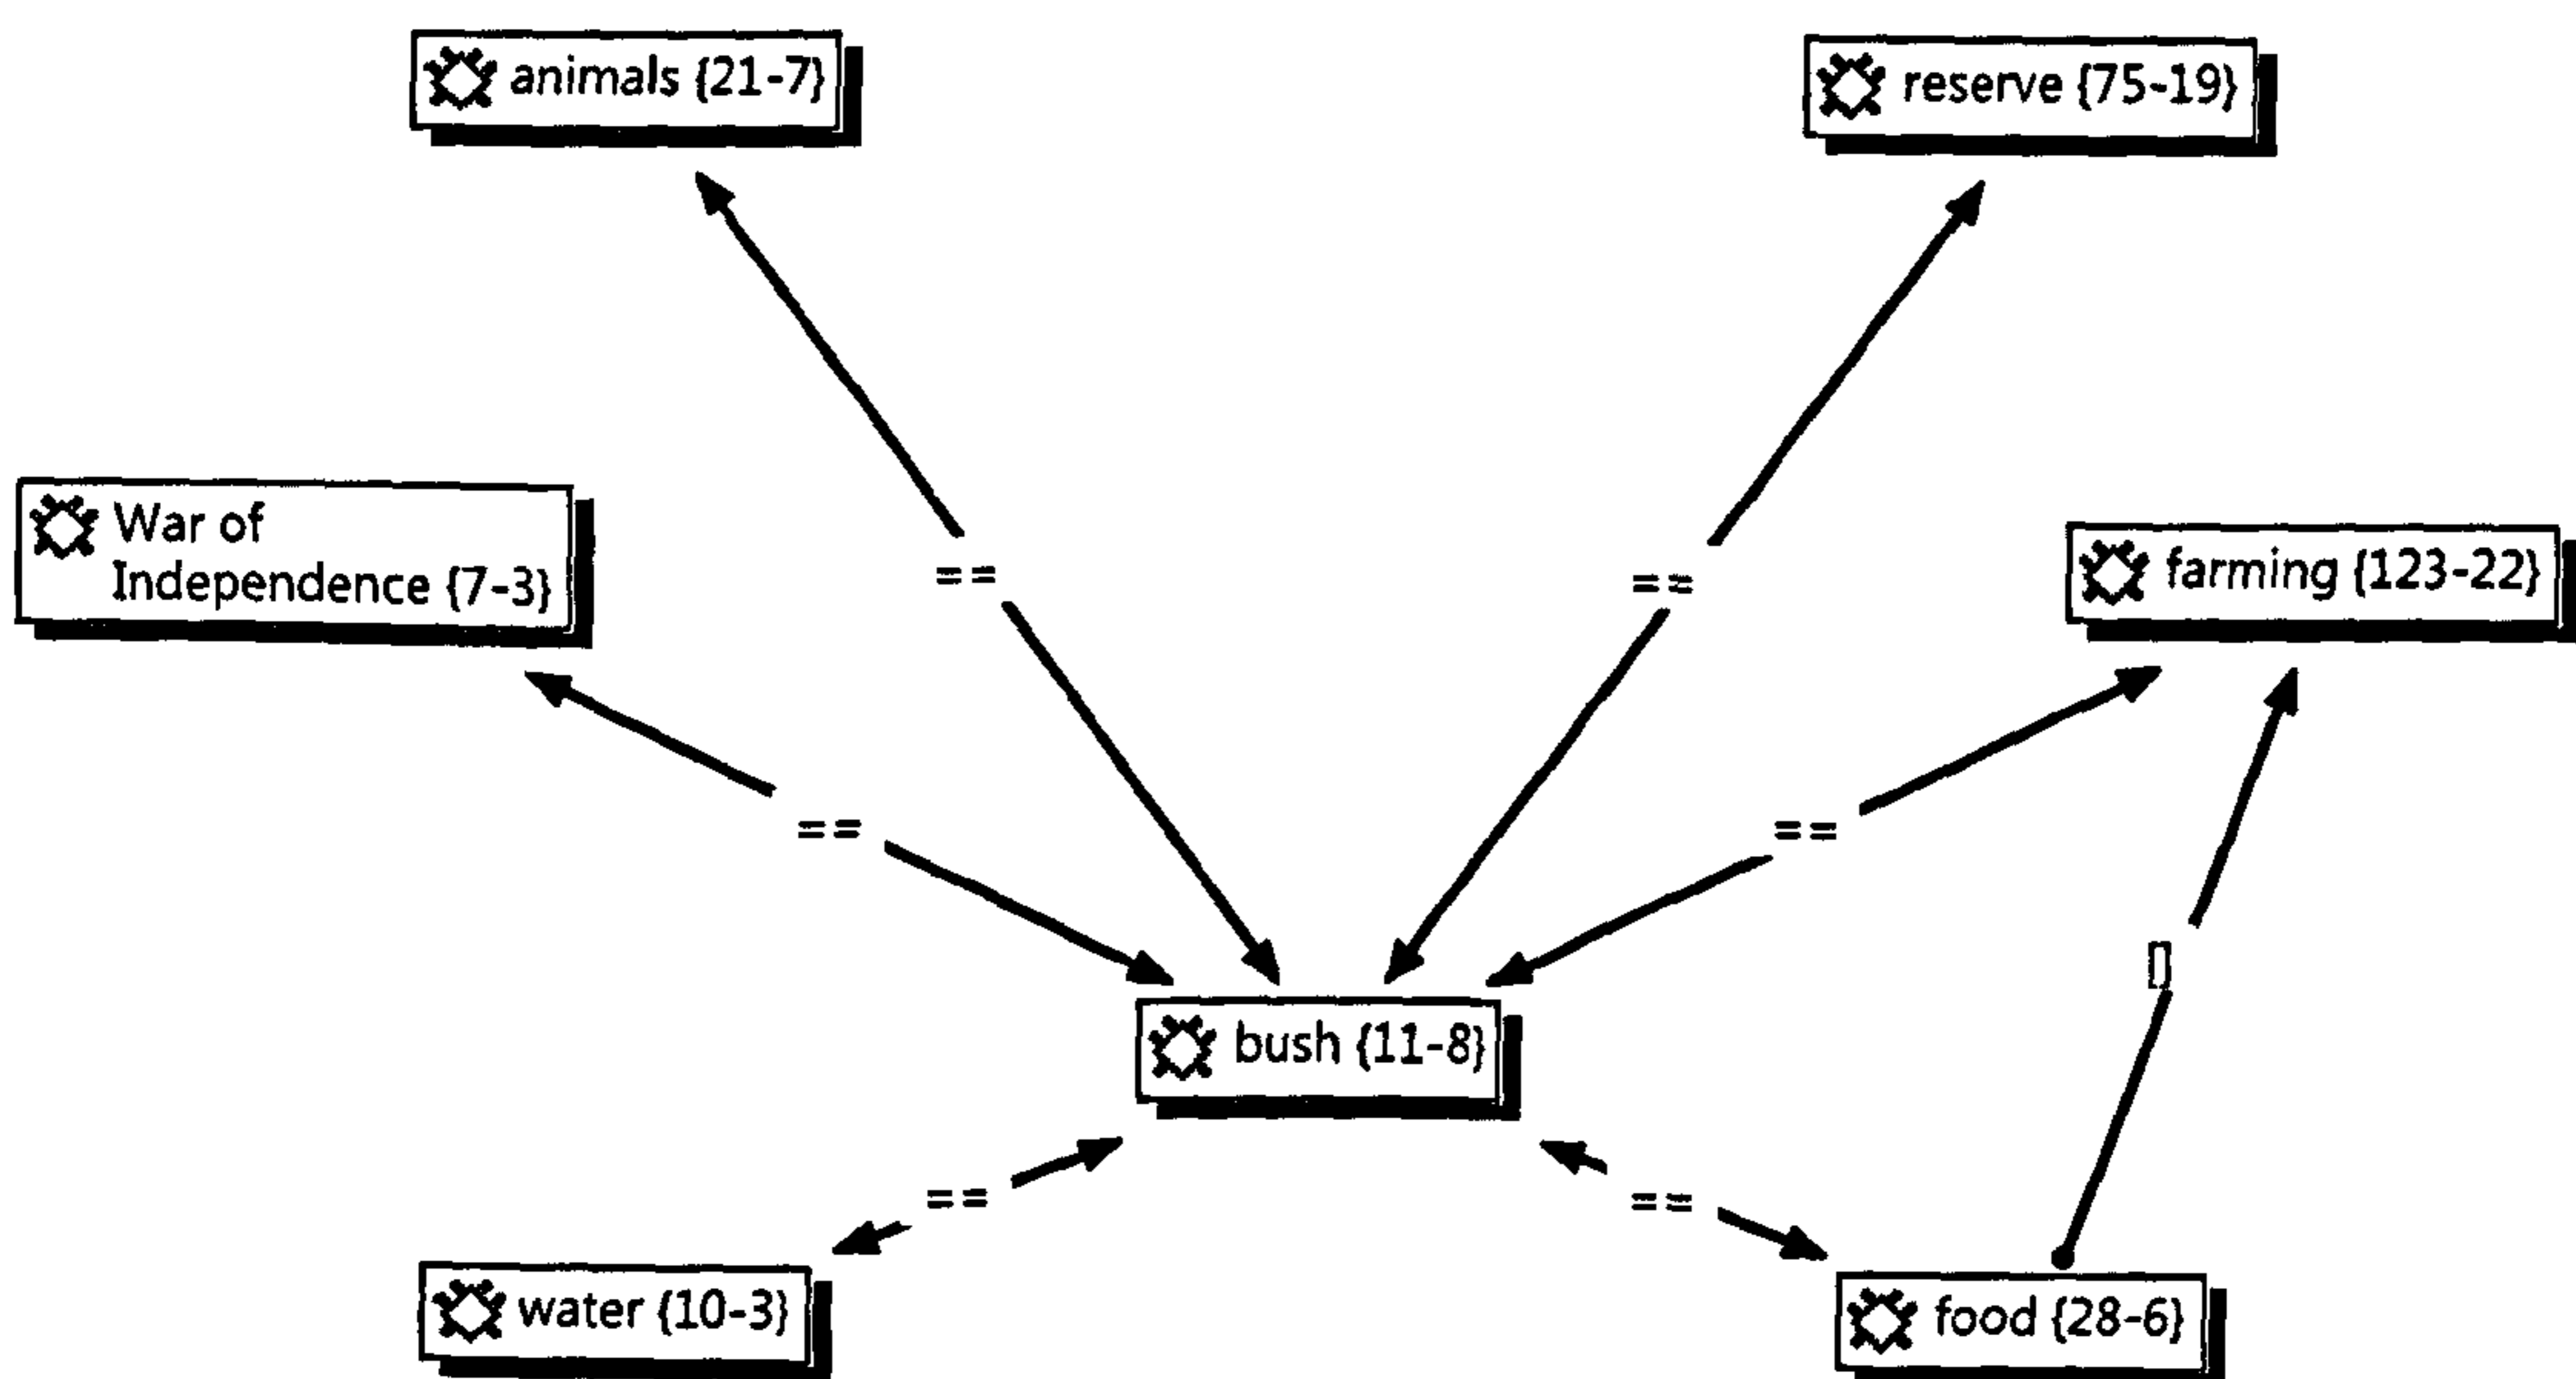 animals {21-7}
reserve {75-19}
War of
Independence {7-3}
farming {123-22}
==
==
==
==
[]
bush {11-8}
==
==
water {10-3}
food {28-6}